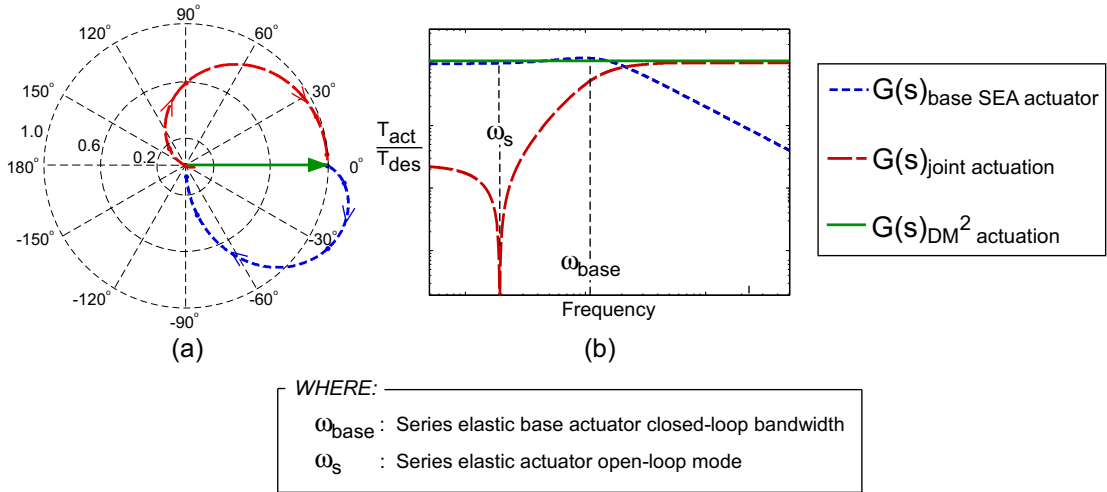 90°
120°
60°
150°
30°
1.0
0.6
0.2
180°
0°
-150°
-30°
-120°
-60°
-90°
(a)
T_act
T_des
ω_s
ω_base
Frequency
(b)
G(s)_base SEA actuator
G(s)_joint actuation
G(s)_DM² actuation
WHERE:
ω_base : Series elastic base actuator closed-loop bandwidth
ω_s : Series elastic actuator open-loop mode